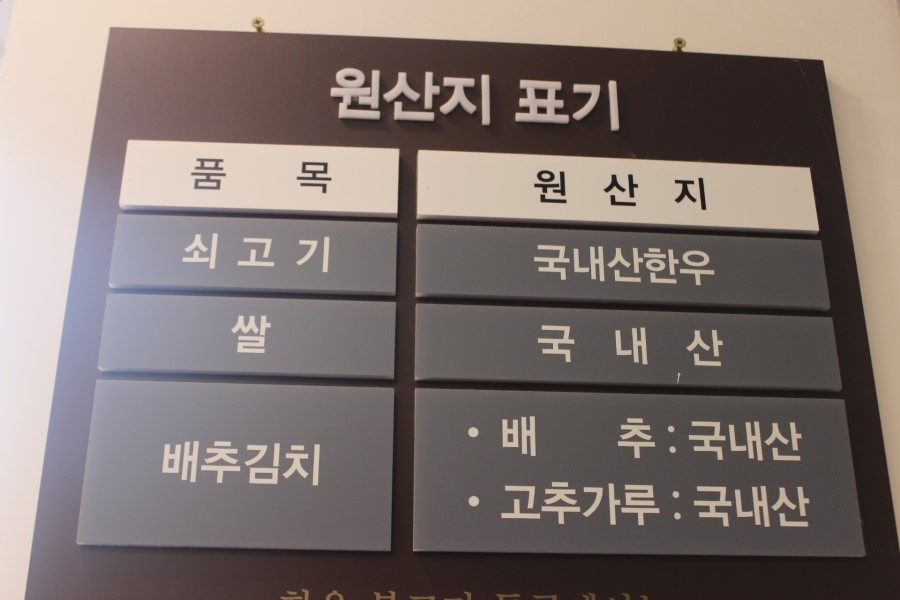 원산지 표기
품 목 원 산 지
쇠 고 기 국내산한우
쌀 국 내 산
배추김치
• 배 추 : 국내산
• 고추가루 : 국내산